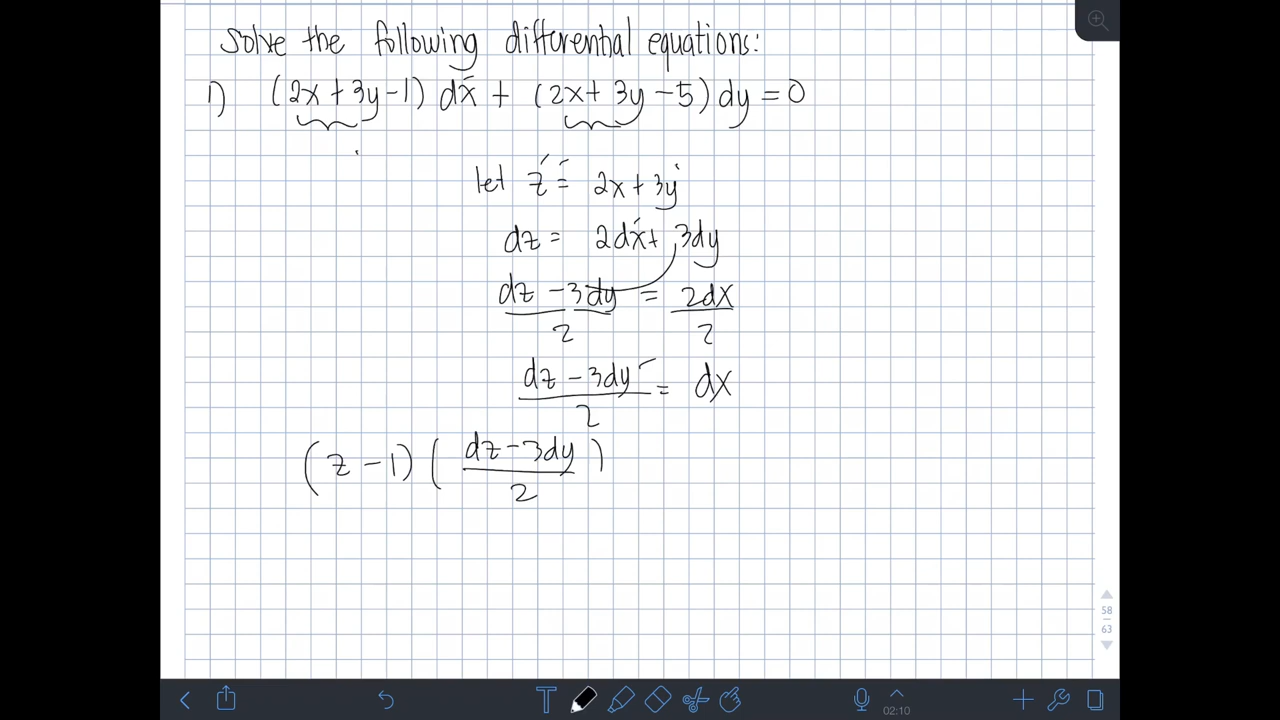 Solve the following differential equations:
1) (2x + 3y - 1) dx + (2x + 3y - 5) dy = 0
let z = 2x + 3y
dz = 2dx + 3dy
dz - 3dy = 2dx
2 2
dz - 3dy = dx
2
(z - 1) ( dz - 3dy )
2
58
63
T
02:10